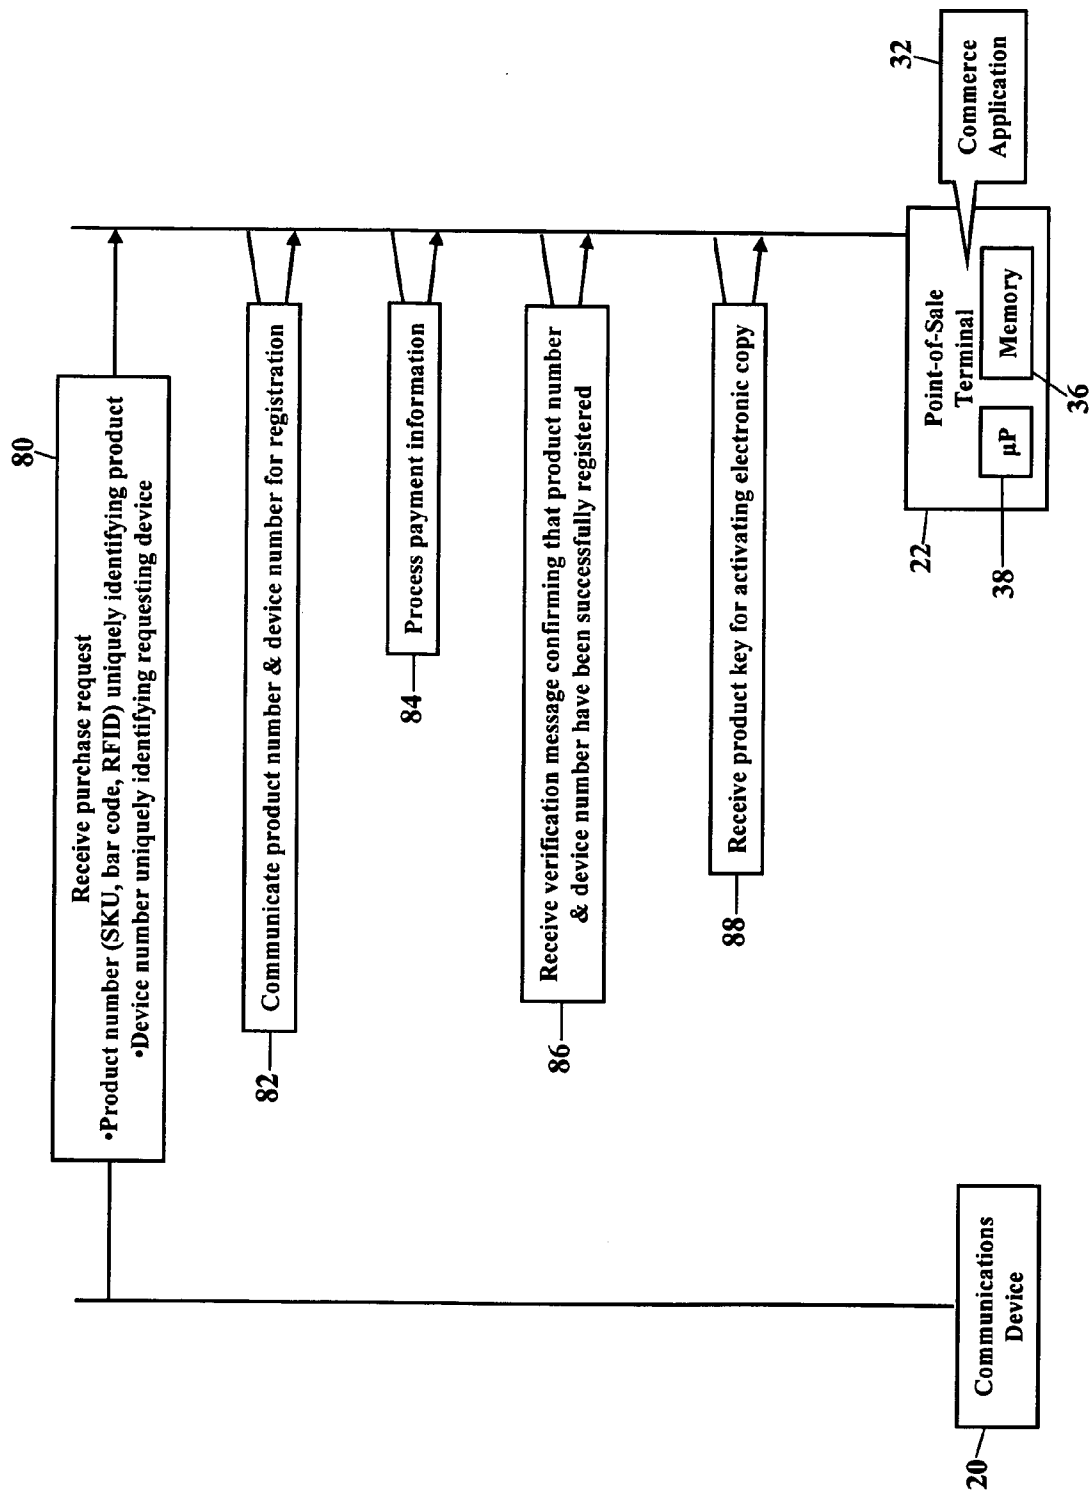 80
Receive purchase request
•Product number (SKU, bar code, RFID) uniquely identifying product
•Device number uniquely identifying requesting device
Communicate product number & device number for registration
82
Process payment information
84
Receive verification message confirming that product number
& device number have been successfully registered
86
Receive product key for activating electronic copy
88
20
Communications
Device
22
Point-of-Sale
Terminal
µP
38
Memory
36
32
Commerce
Application